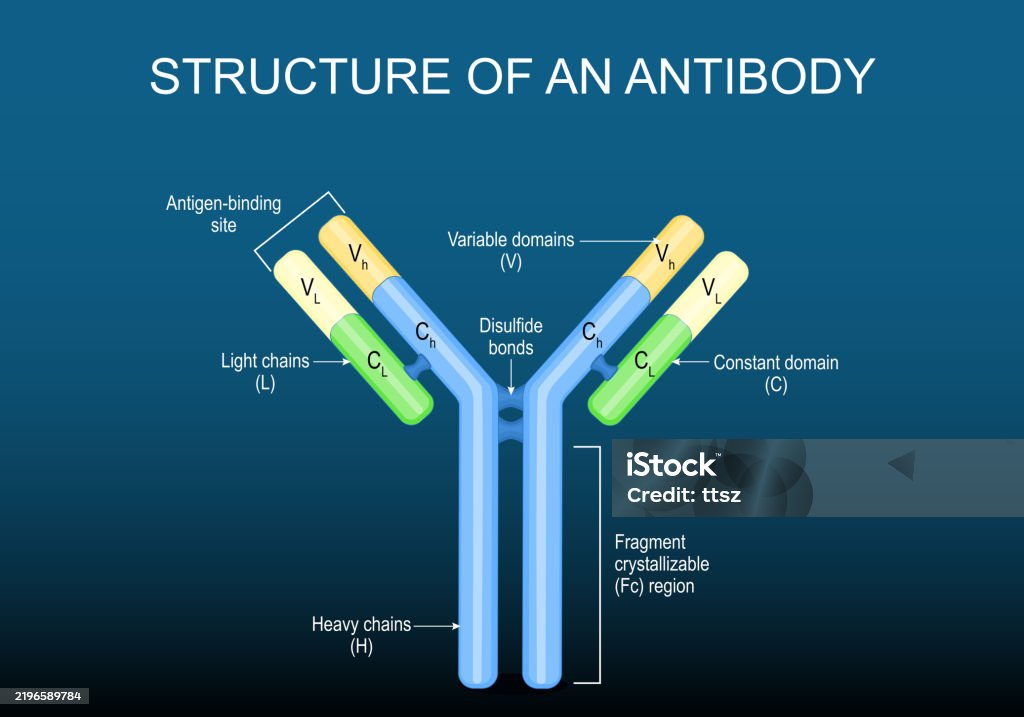 STRUCTURE OF AN ANTIBODY
Antigen-binding
site
Variable domains
(V)
Vh
Vh
VL
VL
Ch
Ch
Disulfide
bonds
Light chains
(L)
CL
CL
Constant domain
(C)
iStock™
Credit: ttsz
Fragment
crystallizable
(Fc) region
Heavy chains
(H)
2196589784